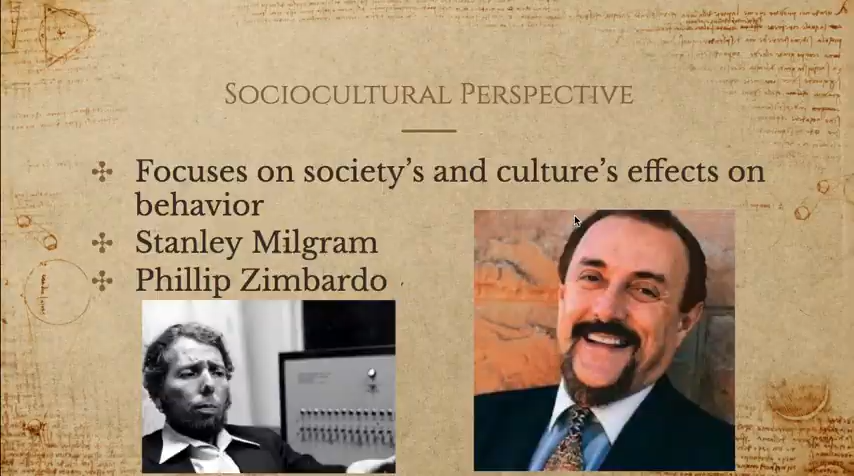 Sociocultural Perspective
Focuses on society's and culture's effects on
behavior
Stanley Milgram
Phillip Zimbardo